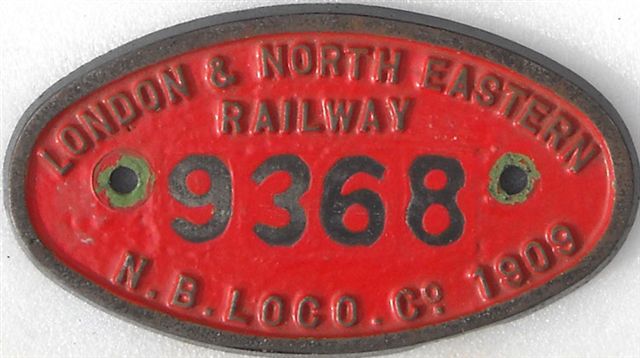 LONDON & NORTH EASTERN
RAILWAY
9368
N.B. LOCO. Cº 1909